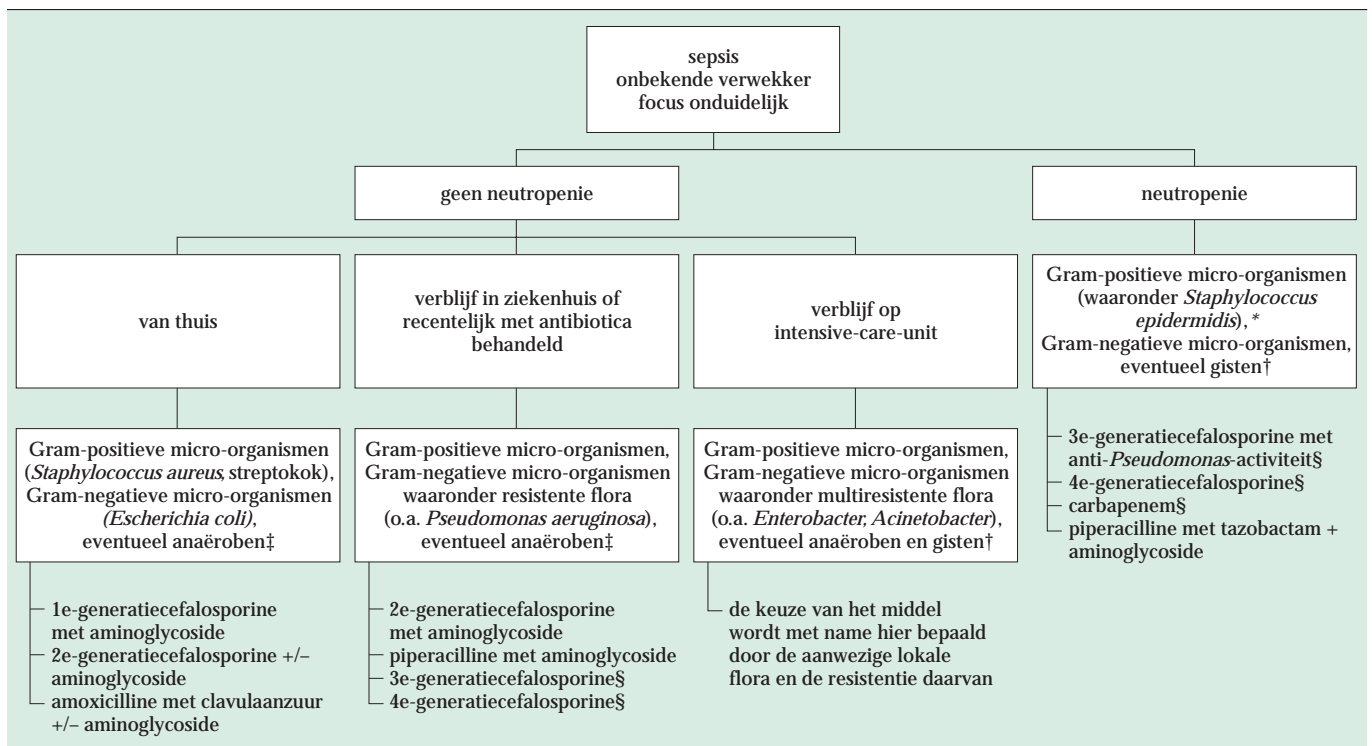 sepsis
onbekende verwekker
focus onduidelijk
geen neutropenie
neutropenie
van thuis
verblijf in ziekenhuis of
recentelijk met antibiotica
behandeld
verblijf op
intensive-care-unit
Gram-positieve micro-organismen
(waaronder Staphylococcus
epidermidis),*
Gram-negatieve micro-organismen,
eventueel gisten†
Gram-positieve micro-organismen
(Staphylococcus aureus, streptokok),
Gram-negatieve micro-organismen
(Escherichia coli),
eventueel anaëroben‡
Gram-positieve micro-organismen,
Gram-negatieve micro-organismen
waaronder resistente flora
(o.a. Pseudomonas aeruginosa),
eventueel anaëroben‡
Gram-positieve micro-organismen,
Gram-negatieve micro-organismen
waaronder multiresistente flora
(o.a. Enterobacter, Acinetobacter),
eventueel anaëroben en gisten†
3e-generatiecefalosporine met
anti-Pseudomonas-activiteit§
4e-generatiecefalosporine§
carbapenem§
piperacilline met tazobactam +
aminoglycoside
1e-generatiecefalosporine
met aminoglycoside
2e-generatiecefalosporine +/–
aminoglycoside
amoxicilline met clavulaanzuur
+/– aminoglycoside
2e-generatiecefalosporine
met aminoglycoside
piperacilline met aminoglycoside
3e-generatiecefalosporine§
4e-generatiecefalosporine§
de keuze van het middel
wordt met name hier bepaald
door de aanwezige lokale
flora en de resistentie daarvan